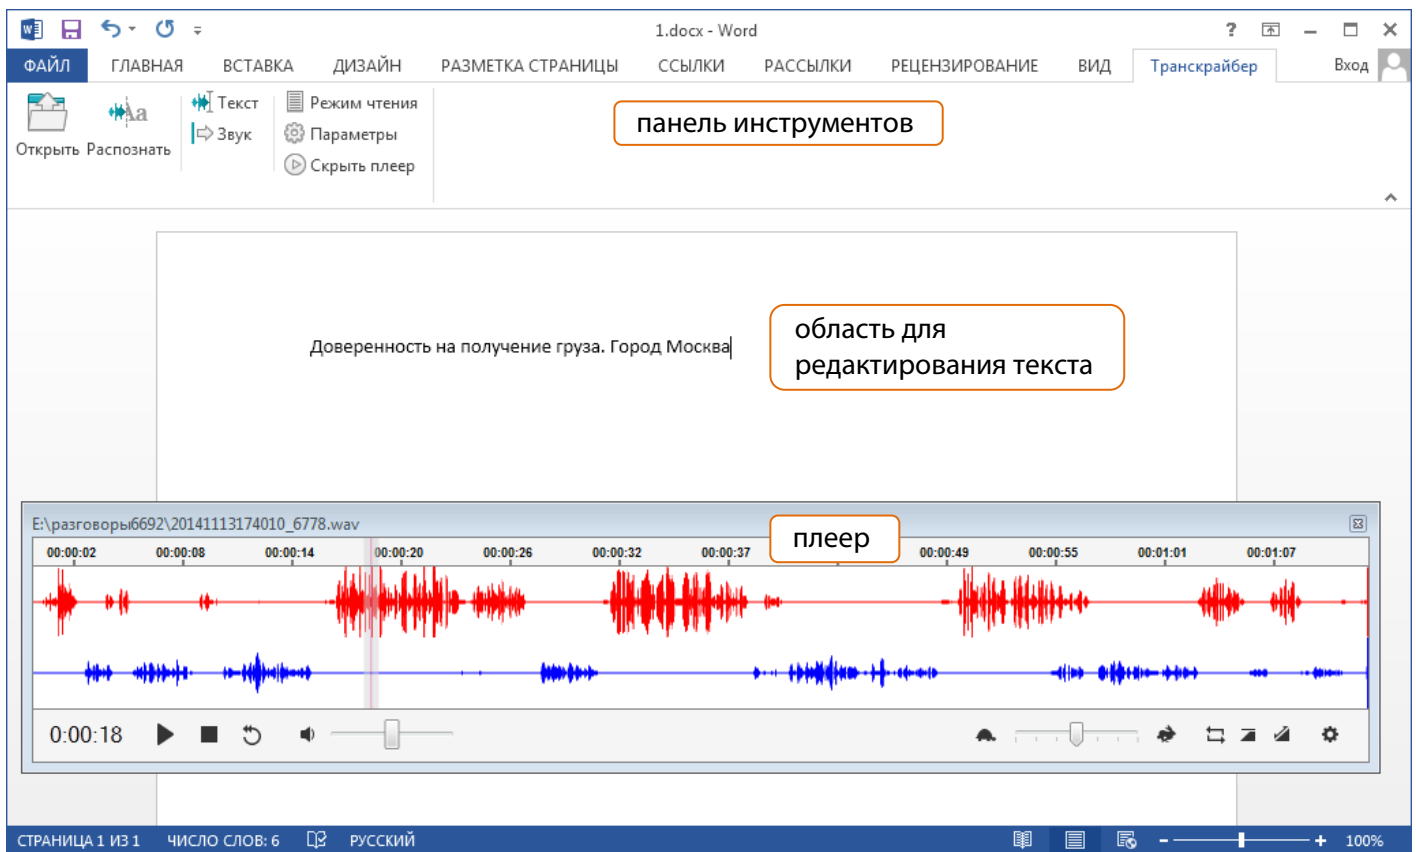 1.docx - Word
ФАЙЛ ГЛАВНАЯ ВСТАВКА ДИЗАЙН РАЗМЕТКА СТРАНИЦЫ ССЫЛКИ РАССЫЛКИ РЕЦЕНЗИРОВАНИЕ ВИД Транскрайбер Вход
Открыть
Распознать
Текст
Звук
Режим чтения
Параметры
Скрыть плеер
панель инструментов
Доверенность на получение груза. Город Москва
область для
редактирования текста
E:\разговоры6692\20141113174010_6778.wav
плеер
00:00:02 00:00:08 00:00:14 00:00:20 00:00:26 00:00:32 00:00:37 00:00:49 00:00:55 00:01:01 00:01:07
0:00:18
СТРАНИЦА 1 ИЗ 1 ЧИСЛО СЛОВ: 6 РУССКИЙ 100%